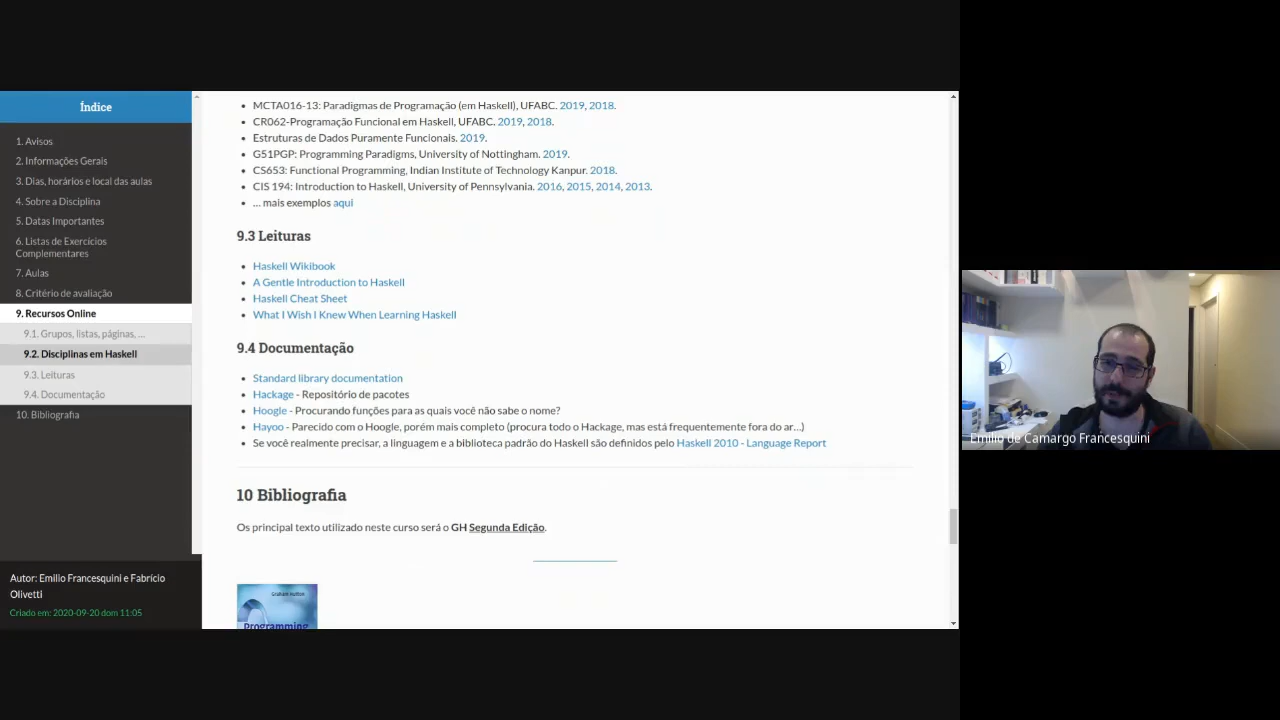 Índice
1. Avisos
2. Informações Gerais
3. Dias, horários e local das aulas
4. Sobre a Disciplina
5. Datas Importantes
6. Listas de Exercícios
Complementares
7. Aulas
8. Critério de avaliação
9. Recursos Online
9.1. Grupos, listas, páginas, ...
9.2. Disciplinas em Haskell
9.3. Leituras
9.4. Documentação
10. Bibliografia
Autor: Emilio Francesquini e Fabrício
Olivetti
Criado em: 2020-09-20 dom 11:05
MCTA016-13: Paradigmas de Programação (em Haskell), UFABC. 2019, 2018.
CR062-Programação Funcional em Haskell, UFABC. 2019, 2018.
Estruturas de Dados Puramente Funcionais. 2019.
G51PGP: Programming Paradigms, University of Nottingham. 2019.
CS653: Functional Programming, Indian Institute of Technology Kanpur. 2018.
CIS 194: Introduction to Haskell, University of Pennsylvania. 2016, 2015, 2014, 2013.
... mais exemplos aqui
9.3 Leituras
Haskell Wikibook
A Gentle Introduction to Haskell
Haskell Cheat Sheet
What I Wish I Knew When Learning Haskell
9.4 Documentação
Standard library documentation
Hackage - Repositório de pacotes
Hoogle - Procurando funções para as quais você não sabe o nome?
Hayoo - Parecido com o Hoogle, porém mais completo (procura todo o Hackage, mas está frequentemente fora do ar...)
Se você realmente precisar, a linguagem e a biblioteca padrão do Haskell são definidos pelo Haskell 2010 - Language Report
10 Bibliografia
Os principal texto utilizado neste curso será o GH Segunda Edição.
Graham Hutton
Programming
Emilio de Camargo Francesquini